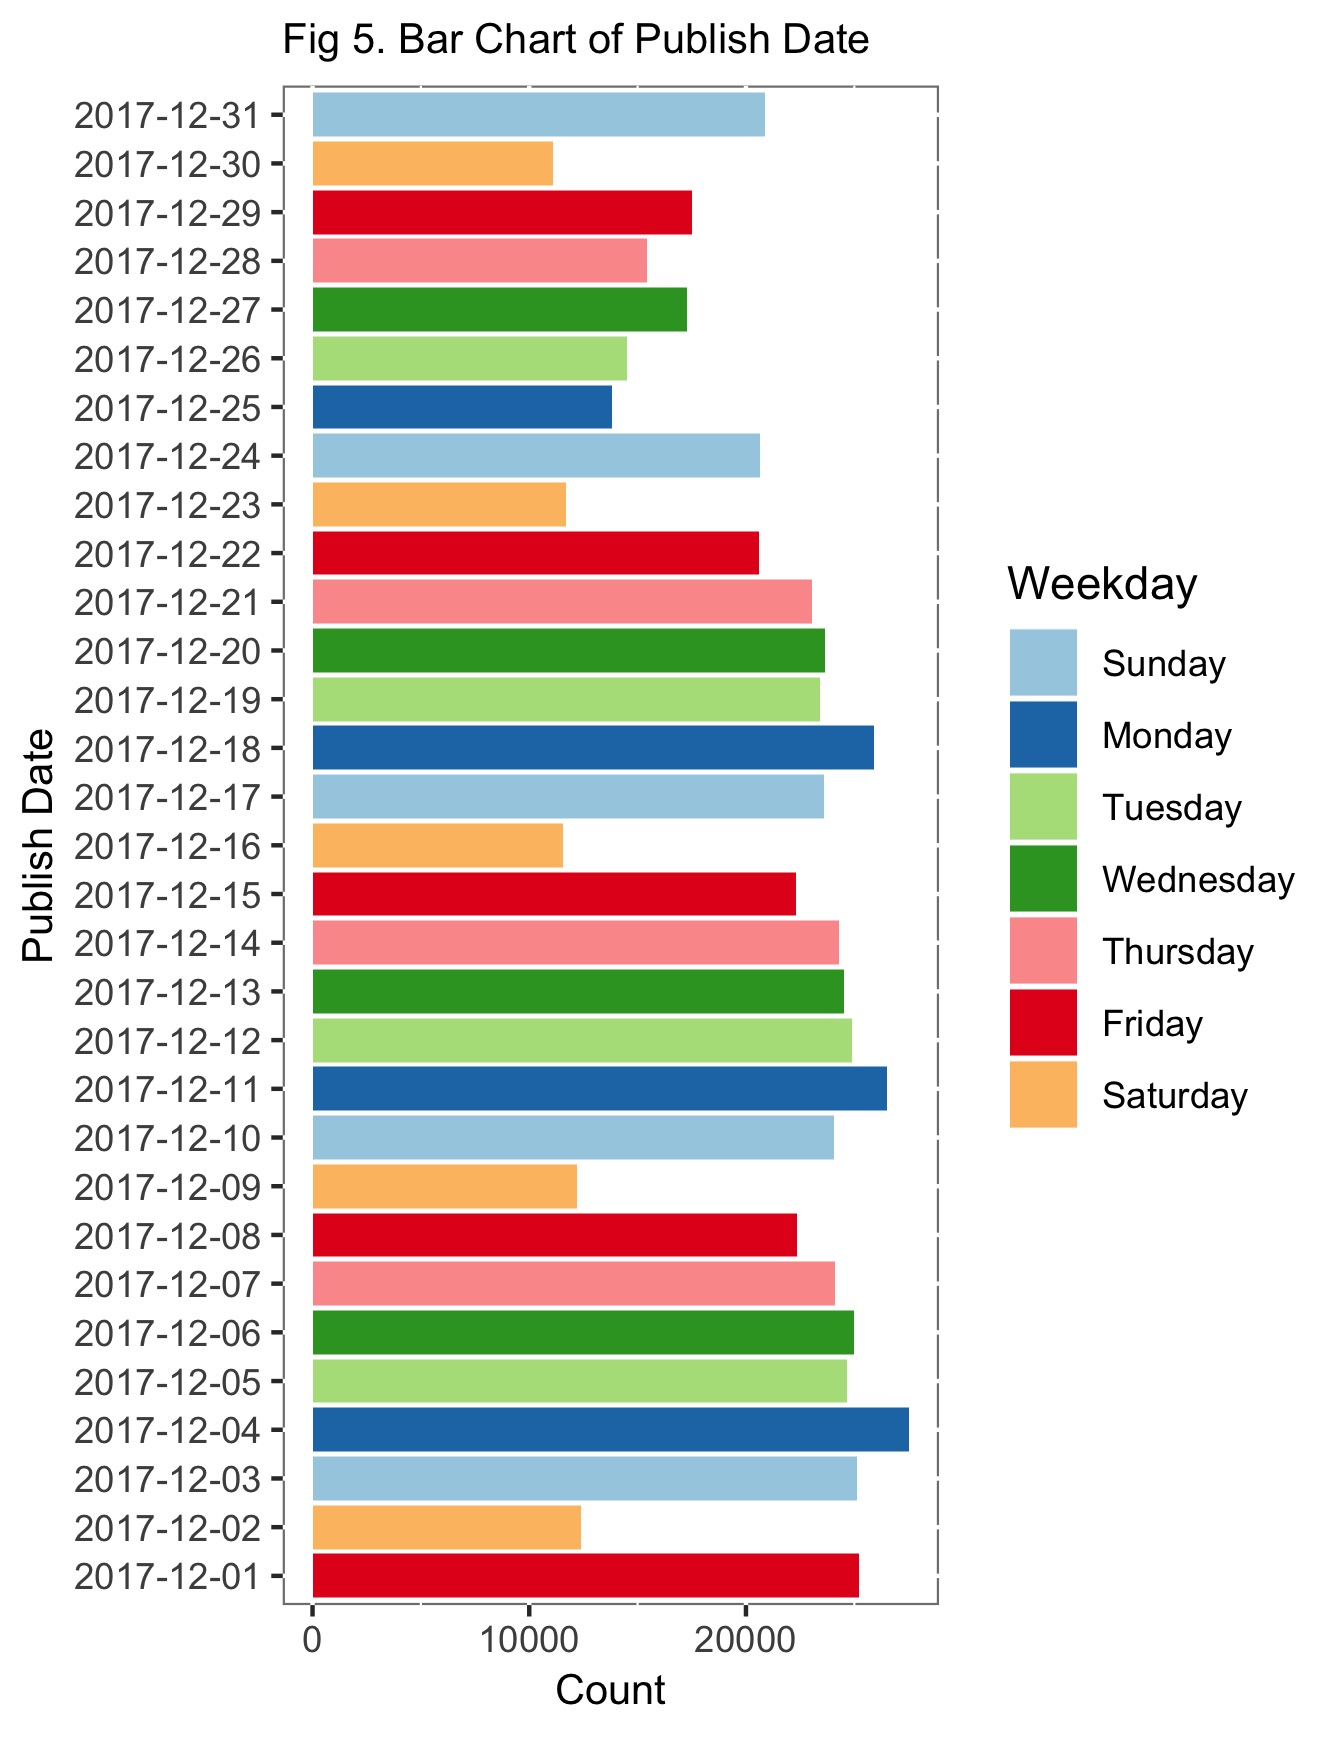 Fig 5. Bar Chart of Publish Date
2017-12-31
2017-12-30
2017-12-29
2017-12-28
2017-12-27
2017-12-26
2017-12-25
2017-12-24
2017-12-23
2017-12-22
2017-12-21
2017-12-20
2017-12-19
2017-12-18
2017-12-17
2017-12-16
2017-12-15
2017-12-14
2017-12-13
2017-12-12
2017-12-11
2017-12-10
2017-12-09
2017-12-08
2017-12-07
2017-12-06
2017-12-05
2017-12-04
2017-12-03
2017-12-02
2017-12-01
Publish Date
0 10000 20000
Count
Weekday
Sunday
Monday
Tuesday
Wednesday
Thursday
Friday
Saturday